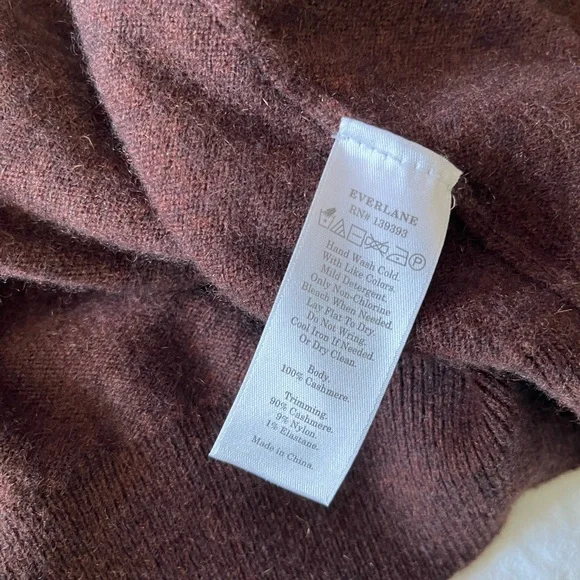 EVERLANE
RN# 139393
Hand Wash Cold.
With Like Colors.
Mild Detergent.
Only Non-Chlorine
Bleach When Needed.
Lay Flat To Dry.
Do Not Wring.
Cool Iron If Needed.
Or Dry Clean.
Body.
100% Cashmere.
Trimming.
90% Cashmere.
9% Nylon.
1% Elastane.
Made in China.